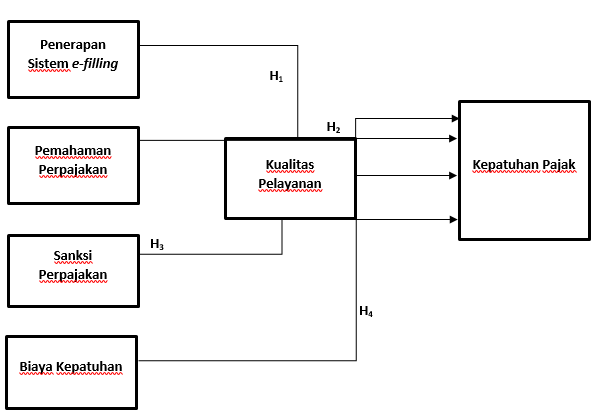 Penerapan
Sistem e-filling
H₁
Pemahaman
Perpajakan
H₂
Kualitas
Pelayanan
Kepatuhan Pajak
Sanksi
Perpajakan
H₃
Biaya Kepatuhan
H₄